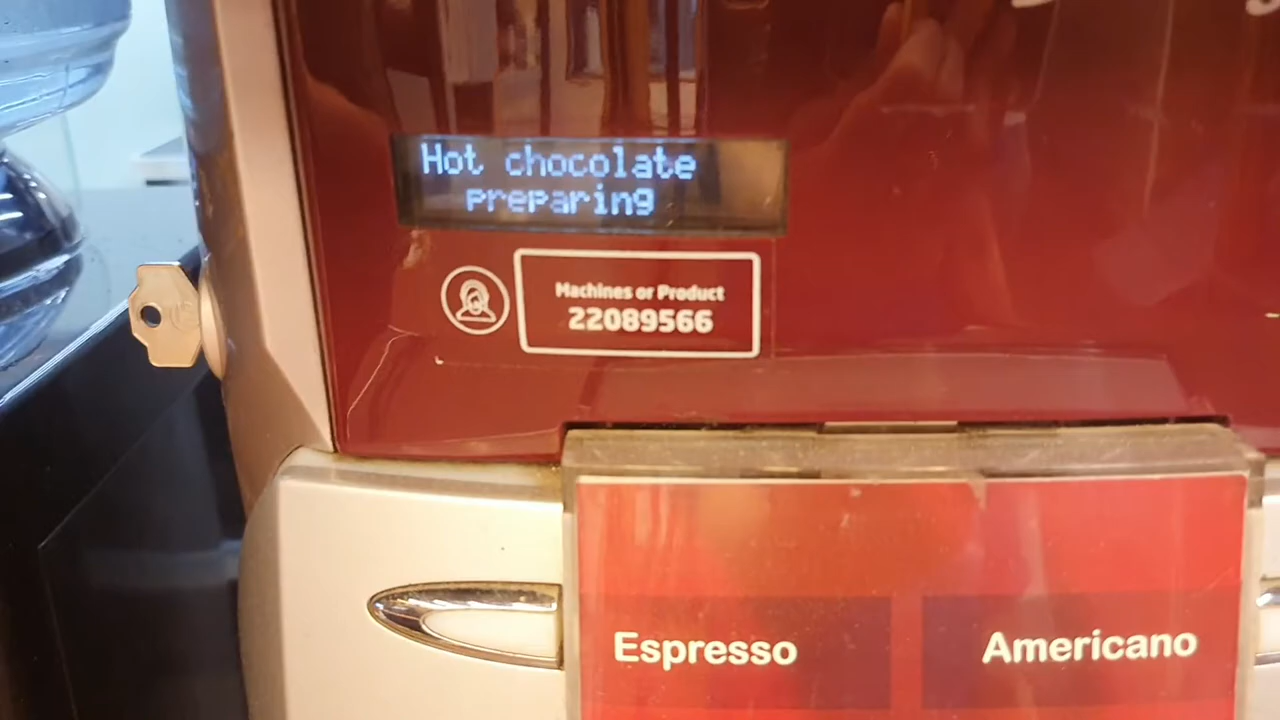 Hot chocolate
preparing
Machines or Product
22089566
Espresso
Americano